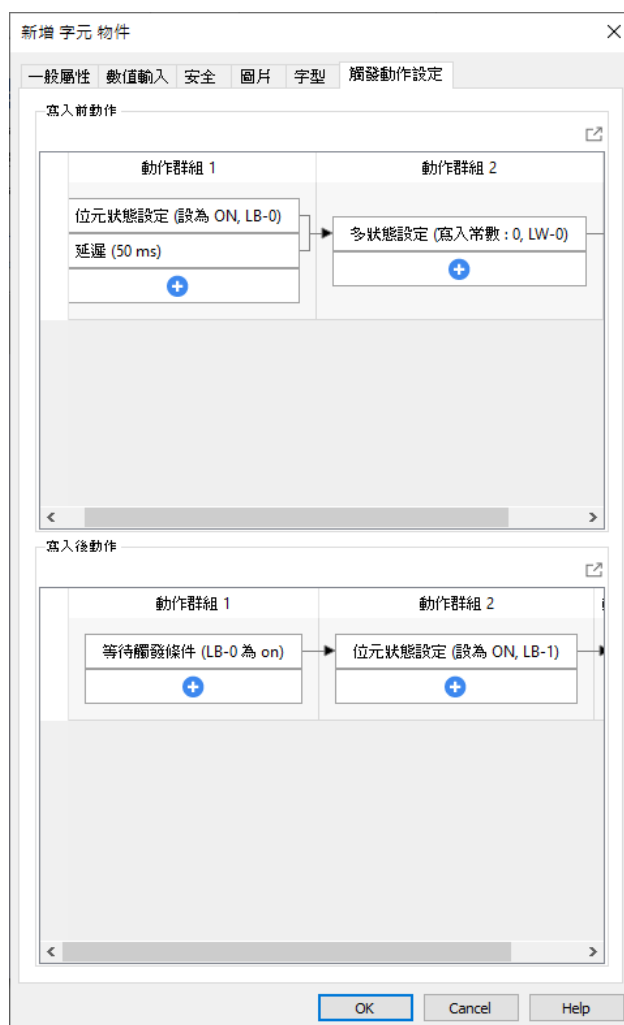 新增 字元 物件
一般屬性 數值輸入 安全 圖片 字型 觸發動作設定
寫入前動作
動作群組 1 動作群組 2
位元狀態設定 (設為 ON, LB-0)
延遲 (50 ms)
多狀態設定 (寫入常數 : 0, LW-0)
寫入後動作
動作群組 1 動作群組 2
等待觸發條件 (LB-0 為 on) 位元狀態設定 (設為 ON, LB-1)
OK Cancel Help